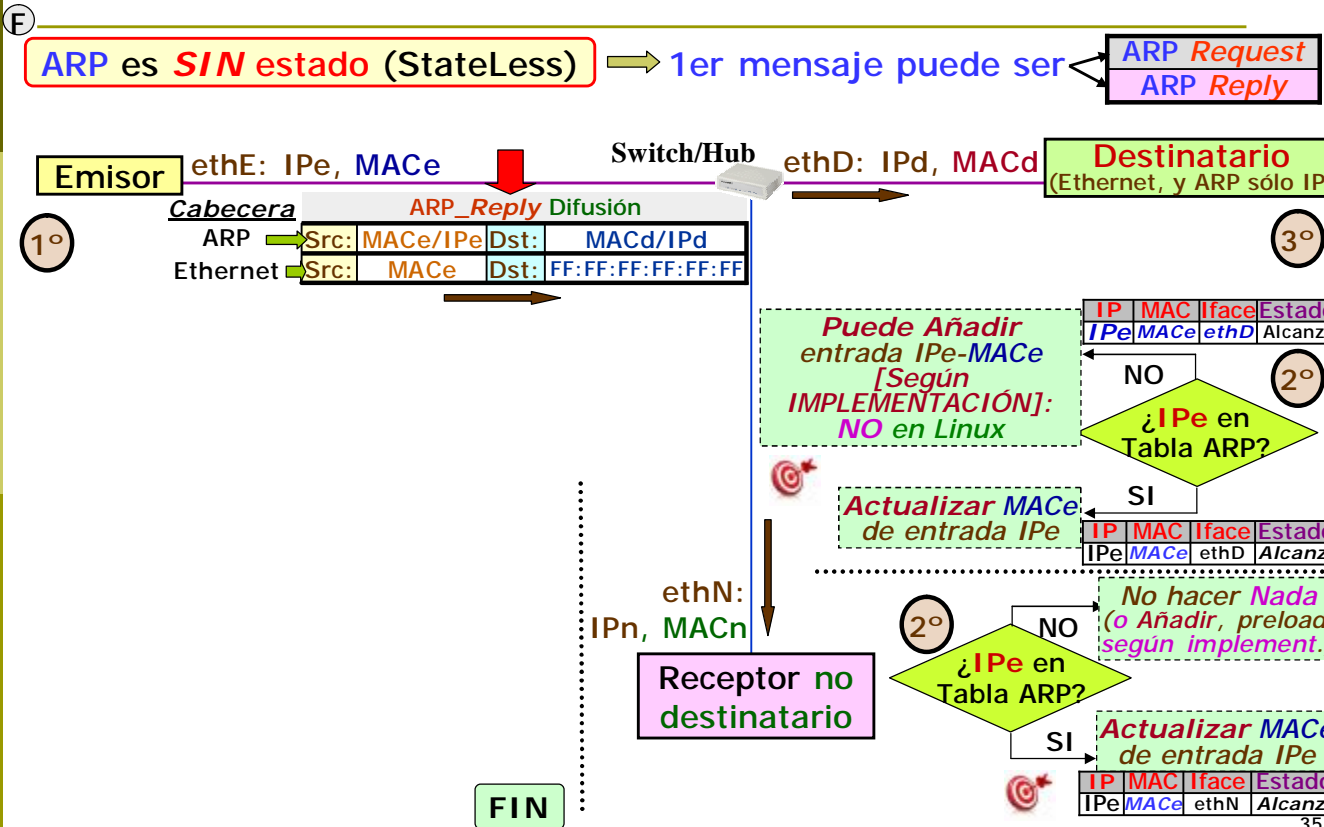 F
ARP es SIN estado (StateLess)
1er mensaje puede ser
ARP Request
ARP Reply
Emisor
ethE: IPe, MACe
Switch/Hub
ethD: IPd, MACd
Destinatario
(Ethernet, y ARP sólo IP
1º
Cabecera
ARP_Reply Difusión
ARP
Src: MACe/IPe Dst: MACd/IPd
Ethernet
Src: MACe Dst: FF:FF:FF:FF:FF:FF
3º
Puede Añadir
entrada IPe-MACe
[Según
IMPLEMENTACIÓN]:
NO en Linux
IP MAC Iface Estado
IPe MACe ethD Alcanz
NO
2º
¿IPe en
Tabla ARP?
SI
Actualizar MACe
de entrada IPe
IP MAC Iface Estado
IPe MACe ethD Alcanz
ethN:
IPn, MACn
Receptor no
destinatario
2º
NO
¿IPe en
Tabla ARP?
No hacer Nada
(o Añadir, preload
según implement.
SI
Actualizar MACe
de entrada IPe
IP MAC Iface Estado
IPe MACe ethN Alcanz
FIN
35